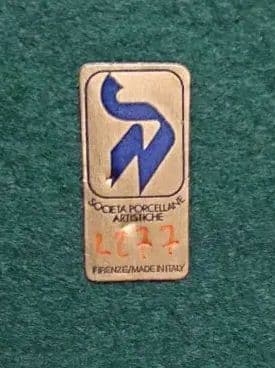 SOCIETA PORCELLANE
ARTISTICHE
FIRENZE/MADE IN ITALY